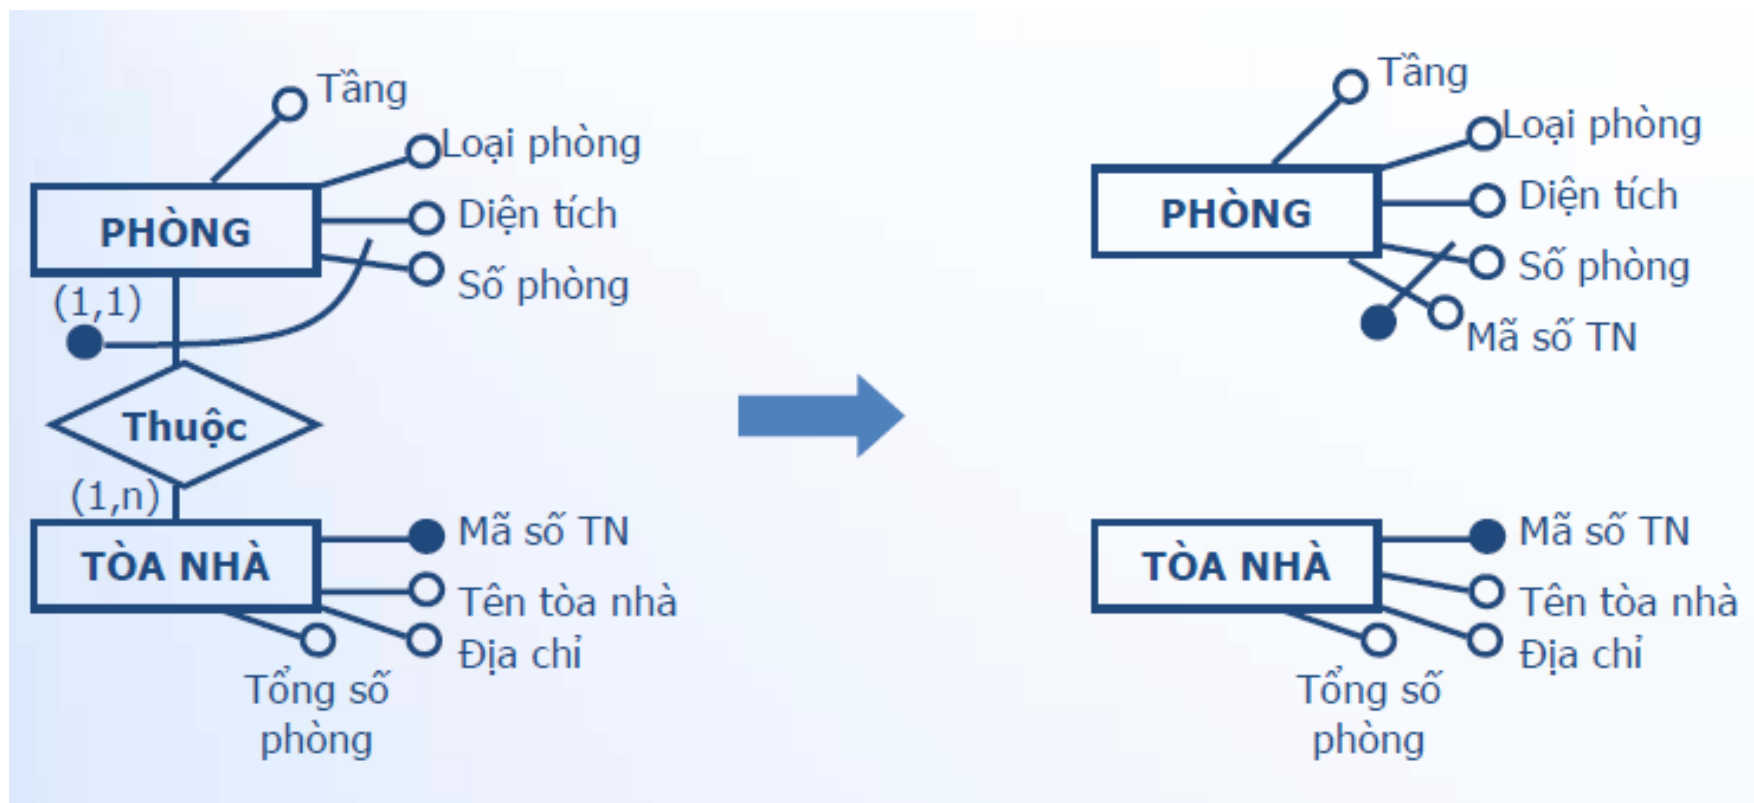 Tầng
Loại phòng
PHÒNG
Diện tích
Số phòng
(1,1)
Thuộc
(1,n)
Mã số TN
TÒA NHÀ
Tên tòa nhà
Địa chỉ
Tổng số
phòng
Tầng
Loại phòng
PHÒNG
Diện tích
Số phòng
Mã số TN
Mã số TN
TÒA NHÀ
Tên tòa nhà
Địa chỉ
Tổng số
phòng